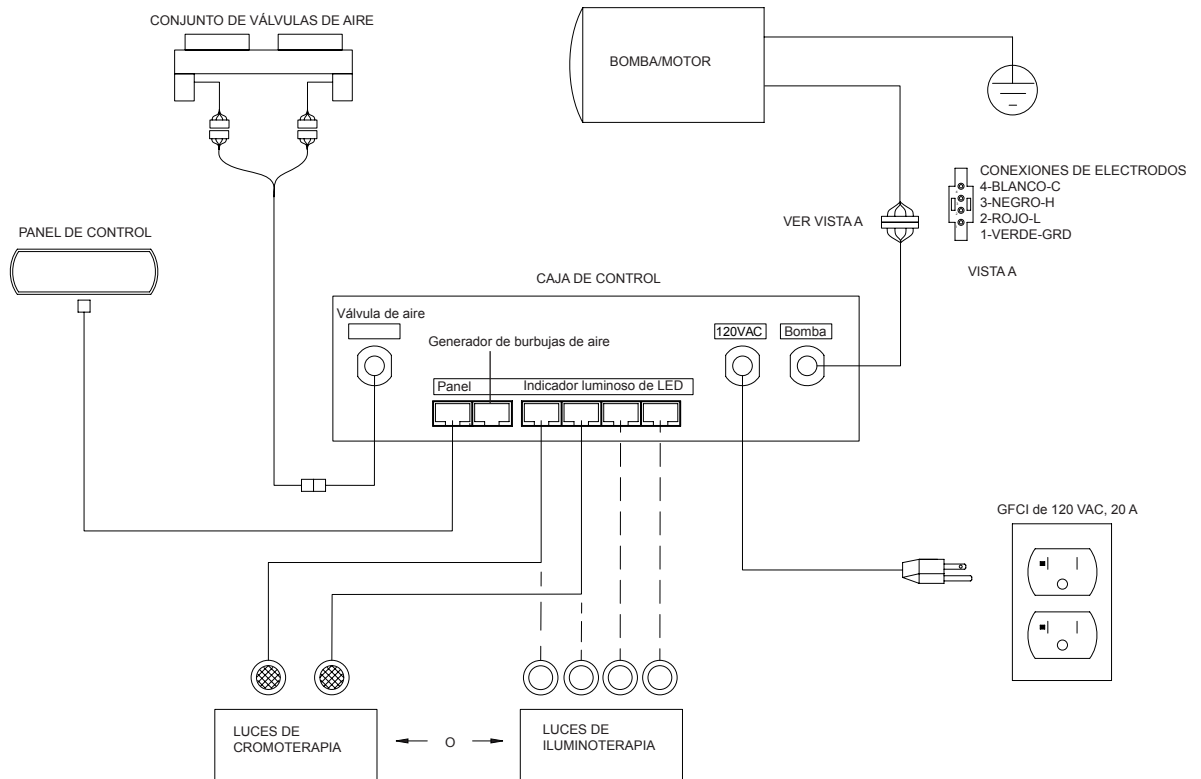 CONJUNTO DE VÁLVULAS DE AIRE
BOMBA/MOTOR
CONEXIONES DE ELECTRODOS
4-BLANCO-C
3-NEGRO-H
2-ROJO-L
1-VERDE-GRD
VER VISTA A
VISTA A
PANEL DE CONTROL
CAJA DE CONTROL
Válvula de aire
Generador de burbujas de aire
120VAC
Bomba
Panel
Indicador luminoso de LED
GFCI de 120 VAC, 20 A
LUCES DE
CROMOTERAPIA
O
LUCES DE
ILUMINOTERAPIA